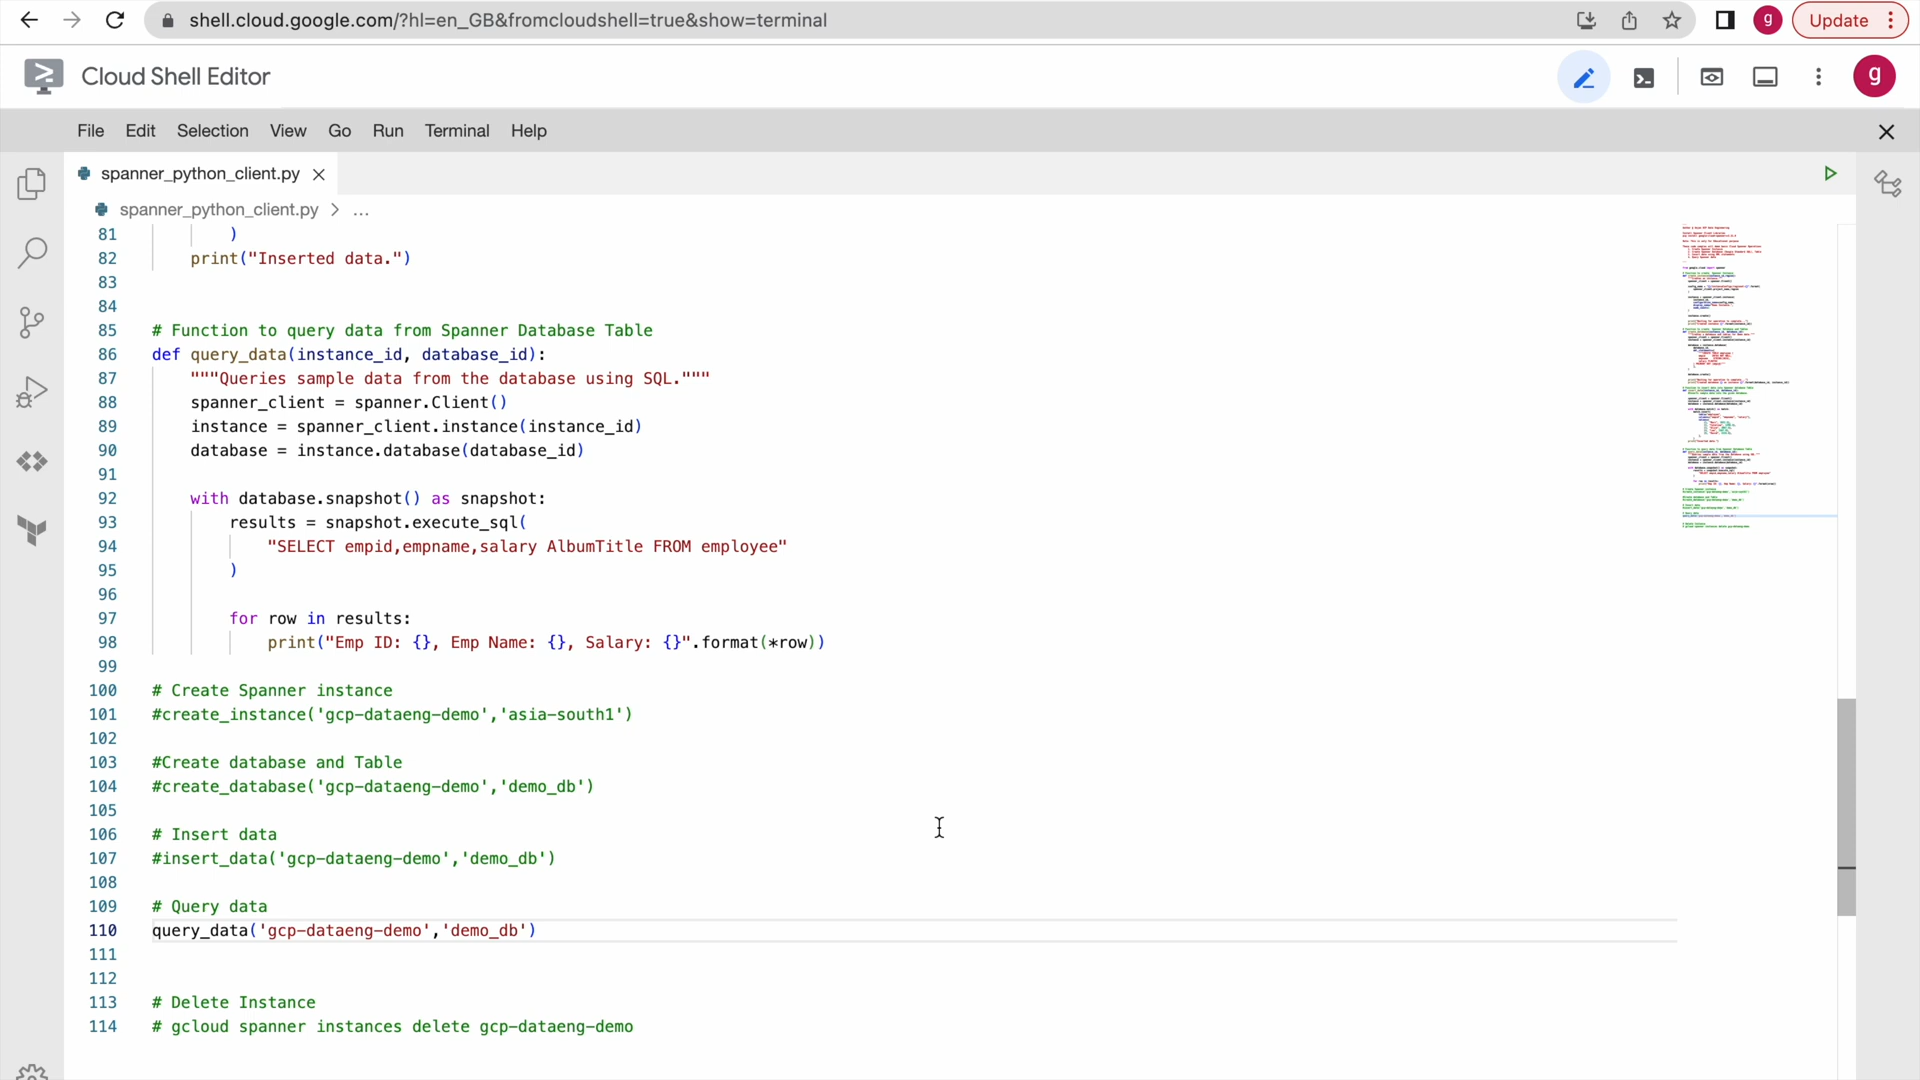 shell.cloud.google.com/?hl=en_GB&fromcloudshell=true&show=terminal
g
Update
Cloud Shell Editor
g
File Edit Selection View Go Run Terminal Help
spanner_python_client.py
spanner_python_client.py > ...
81 )
82 print("Inserted data.")
83
84
85 # Function to query data from Spanner Database Table
86 def query_data(instance_id, database_id):
87 """Queries sample data from the database using SQL."""
88 spanner_client = spanner.Client()
89 instance = spanner_client.instance(instance_id)
90 database = instance.database(database_id)
91
92 with database.snapshot() as snapshot:
93 results = snapshot.execute_sql(
94 "SELECT empid,empname,salary AlbumTitle FROM employee"
95 )
96
97 for row in results:
98 print("Emp ID: {}, Emp Name: {}, Salary: {}".format(*row))
99
100 # Create Spanner instance
101 #create_instance('gcp-dataeng-demo','asia-south1')
102
103 #Create database and Table
104 #create_database('gcp-dataeng-demo','demo_db')
105
106 # Insert data
107 #insert_data('gcp-dataeng-demo','demo_db')
108
109 # Query data
110 query_data('gcp-dataeng-demo','demo_db')
111
112
113 # Delete Instance
114 # gcloud spanner instances delete gcp-dataeng-demo